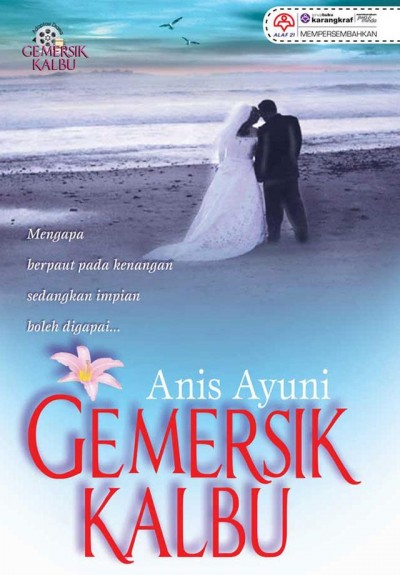 GEMERSIK
KALBU
ALAF 21
karangkraf
MEMPERSEMBAHKAN
Mengapa
berpaut pada kenangan
sedangkan impian
boleh digapai...
Anis Ayuni
GEMERSIK
KALBU